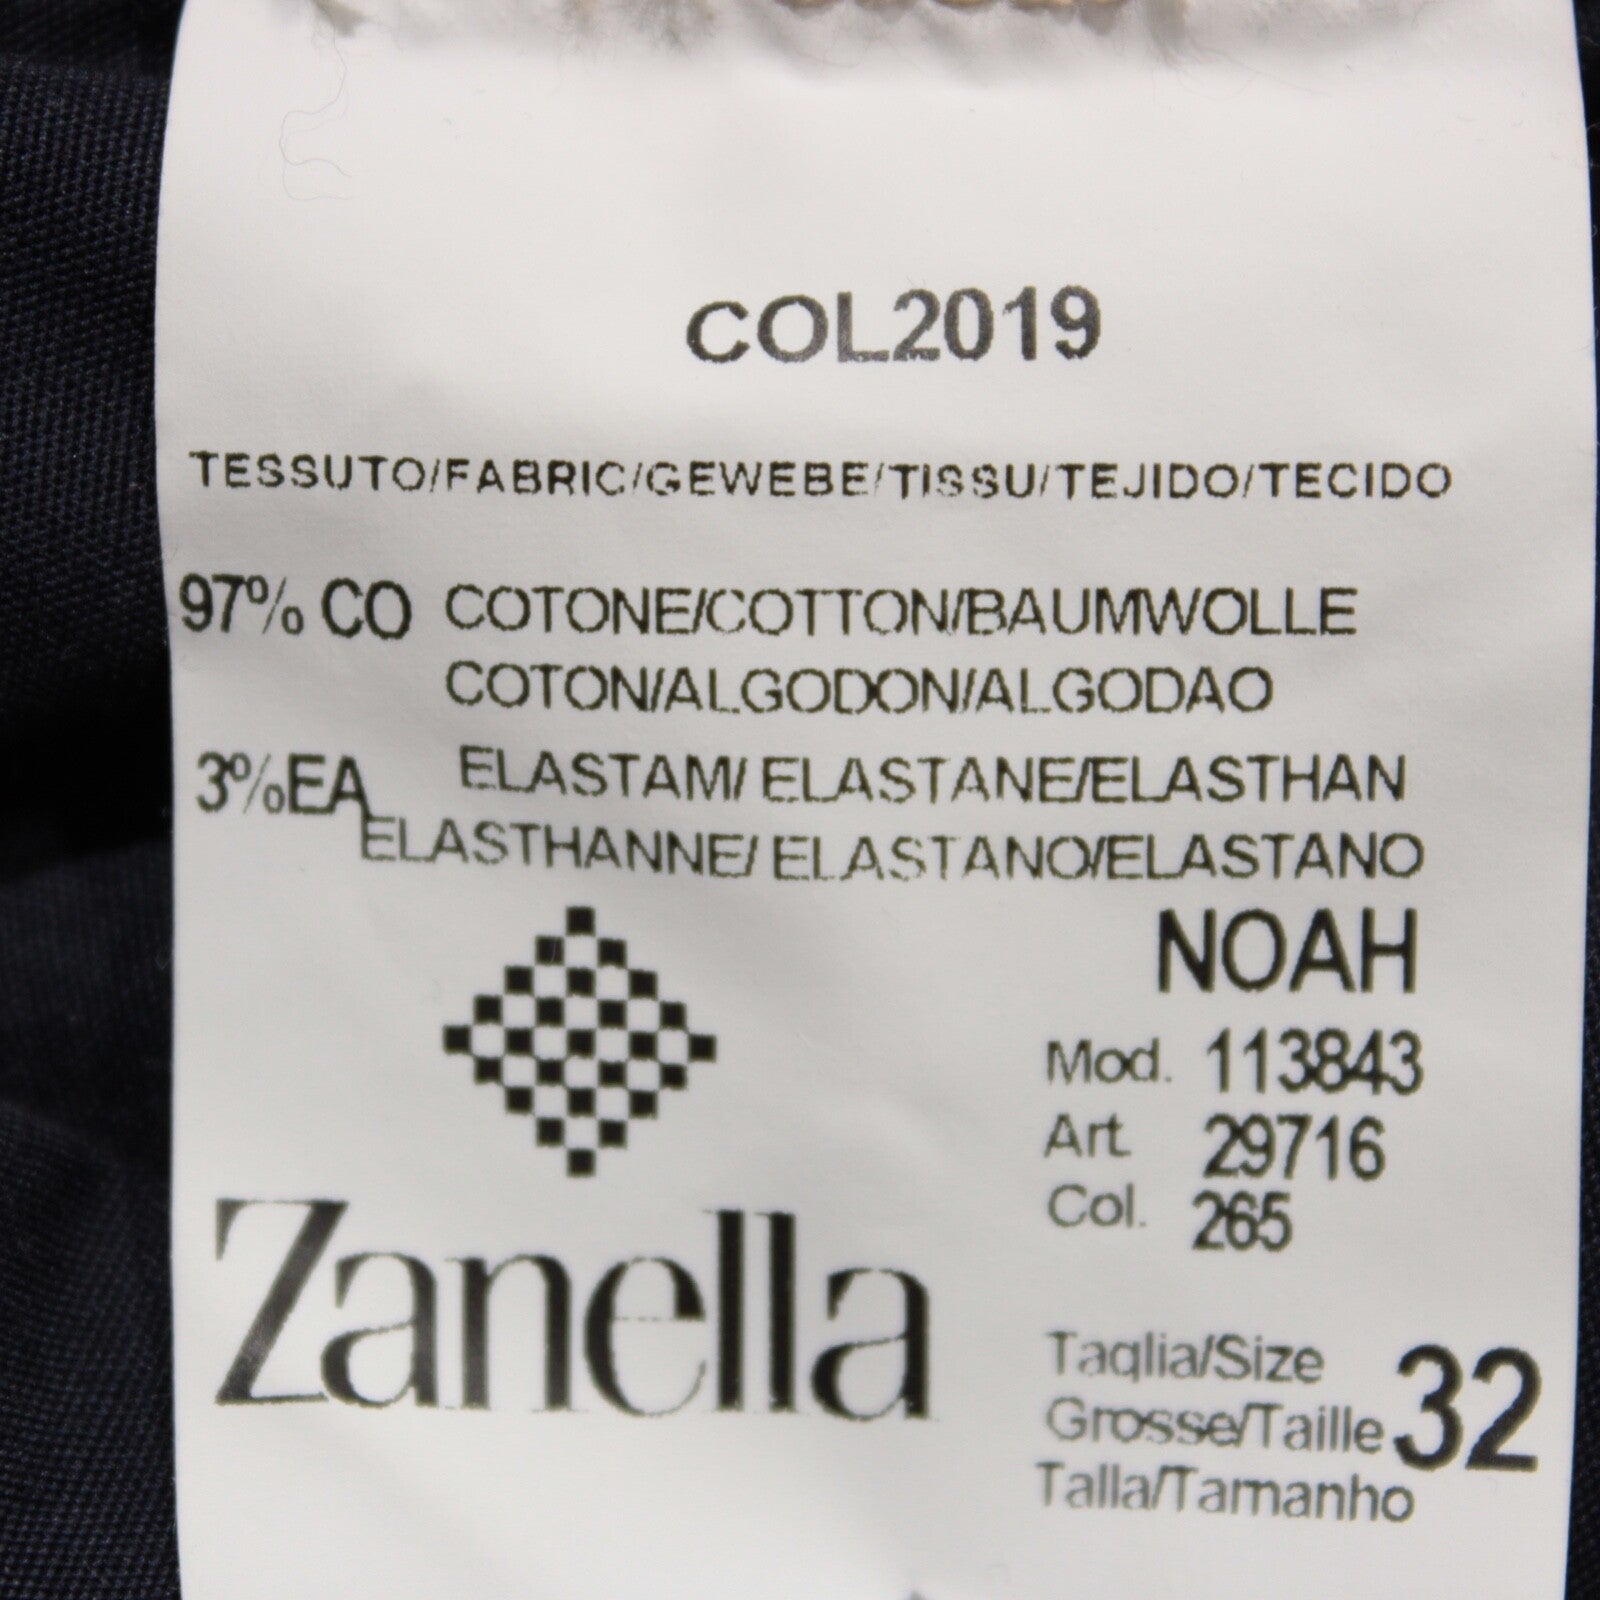 COL2019
TESSUTO/FABRIC/GEWEBE/TISSU/TEJIDO/TECIDO
97% CO COTONE/COTTON/BAUMWOLLE
COTON/ALGODON/ALGODAO
3%EA ELASTAM/ ELASTANE/ELASTHAN
ELASTHANNE/ ELASTANO/ELASTANO
NOAH
Mod. 113843
Art. 29716
Col. 265
Zanella
Taglia/Size
Grosse/Taille 32
Talla/Tamanho